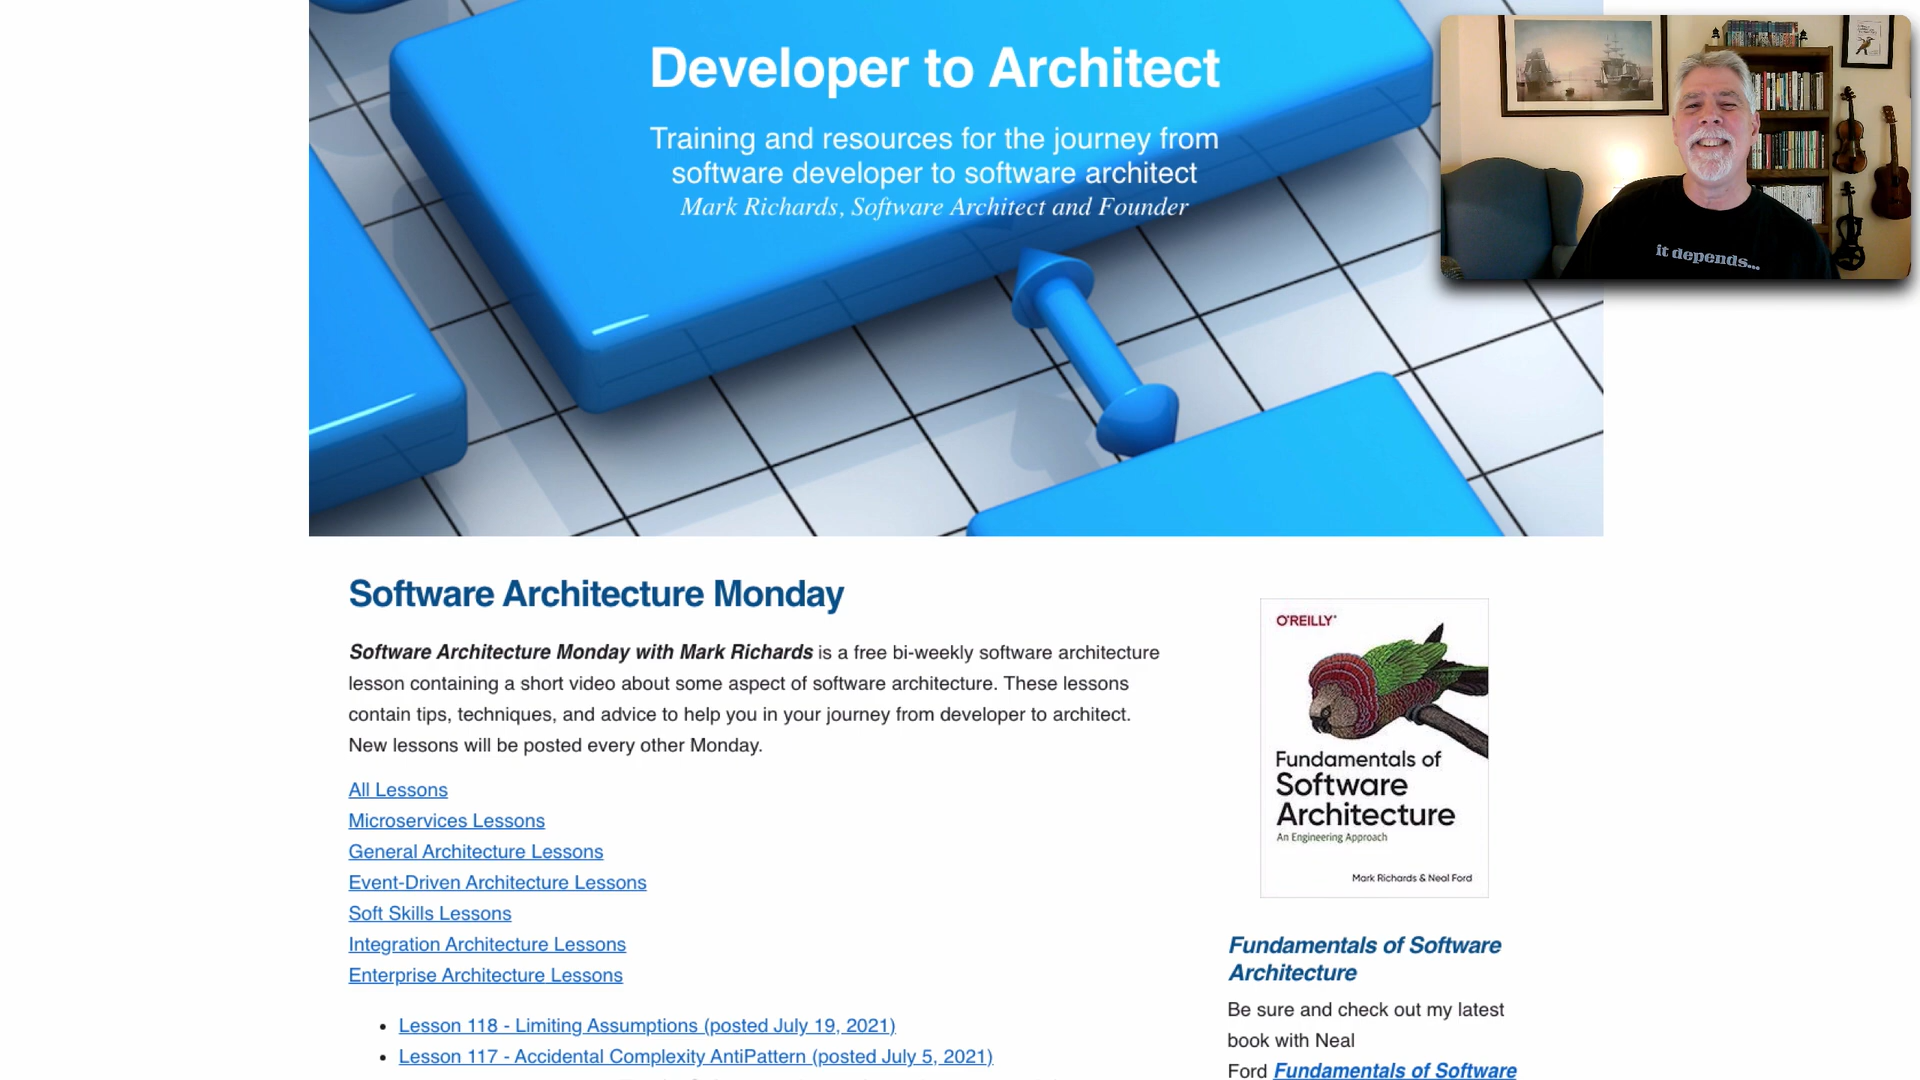 Developer to Architect
Training and resources for the journey from
software developer to software architect
Mark Richards, Software Architect and Founder
it depends...
Software Architecture Monday
Software Architecture Monday with Mark Richards is a free bi-weekly software architecture
lesson containing a short video about some aspect of software architecture. These lessons
contain tips, techniques, and advice to help you in your journey from developer to architect.
New lessons will be posted every other Monday.
All Lessons
Microservices Lessons
General Architecture Lessons
Event-Driven Architecture Lessons
Soft Skills Lessons
Integration Architecture Lessons
Enterprise Architecture Lessons
Lesson 118 - Limiting Assumptions (posted July 19, 2021)
Lesson 117 - Accidental Complexity AntiPattern (posted July 5, 2021)
O'REILLY®
Fundamentals of
Software
Architecture
An Engineering Approach
Mark Richards & Neal Ford
Fundamentals of Software
Architecture
Be sure and check out my latest
book with Neal
Ford Fundamentals of Software